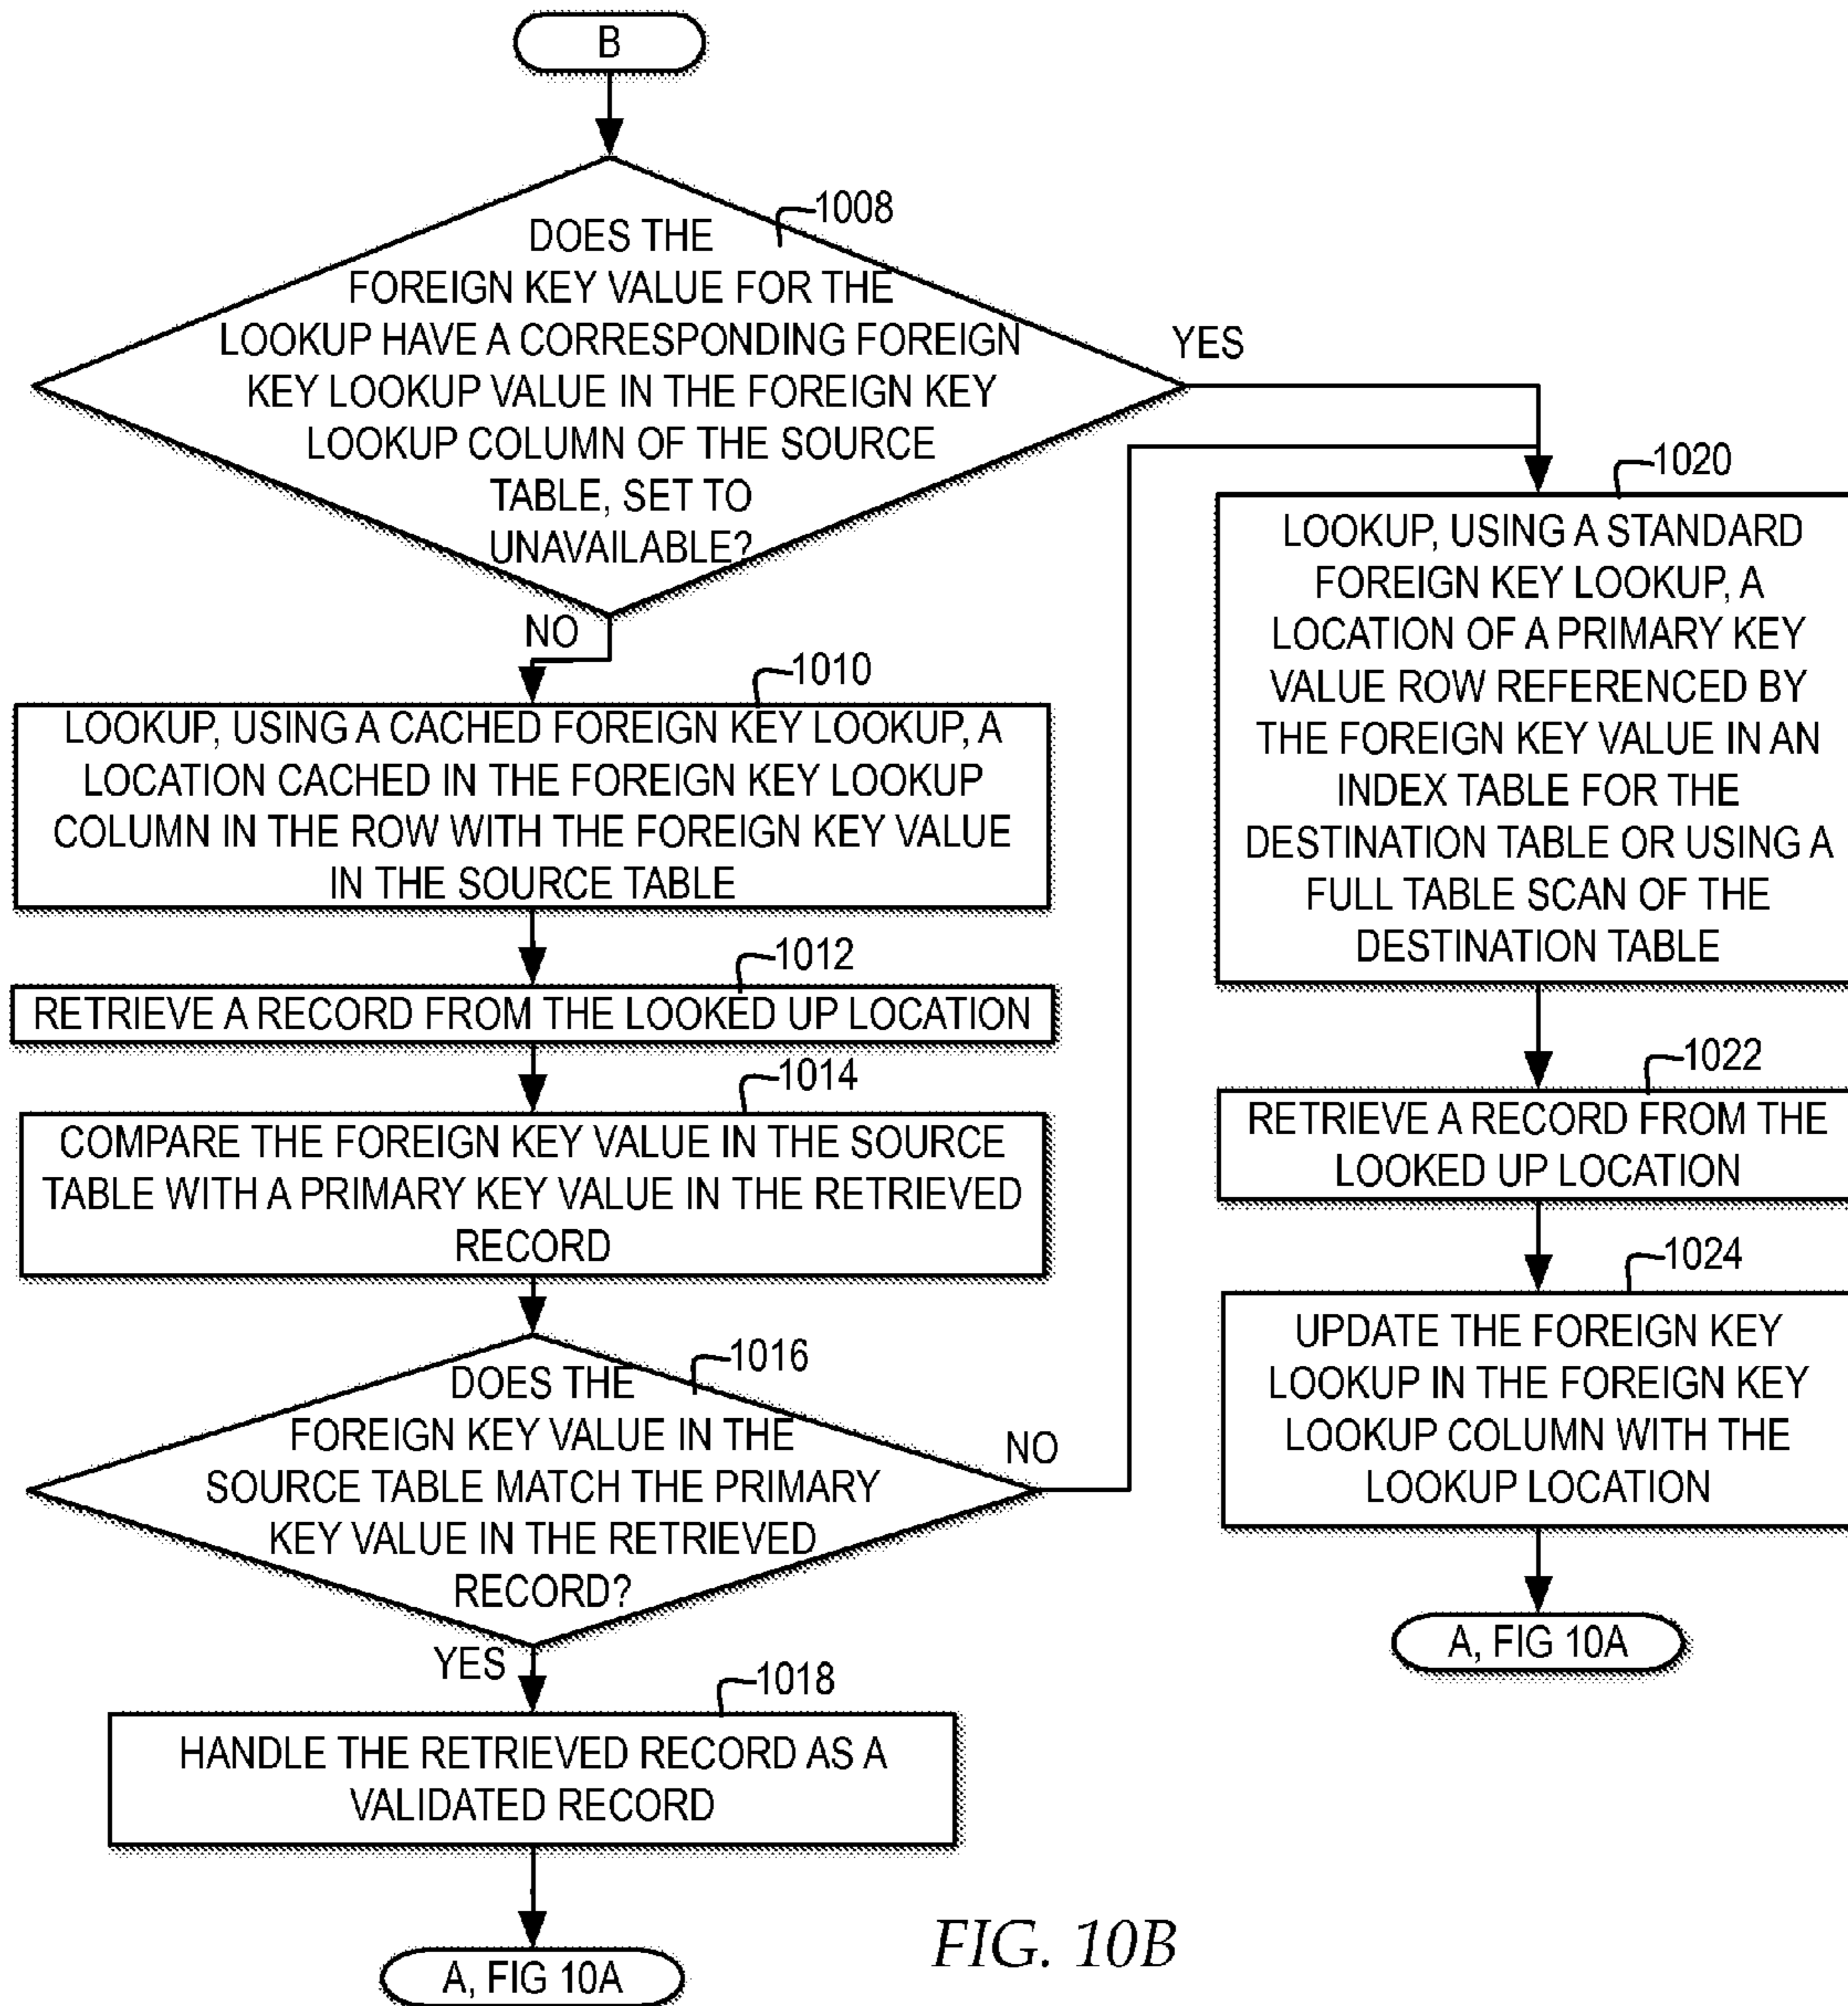 B
1008
DOES THE
FOREIGN KEY VALUE FOR THE
LOOKUP HAVE A CORRESPONDING FOREIGN
KEY LOOKUP VALUE IN THE FOREIGN KEY
LOOKUP COLUMN OF THE SOURCE
TABLE, SET TO
UNAVAILABLE?
YES
NO
1010
LOOKUP, USING A CACHED FOREIGN KEY LOOKUP, A
LOCATION CACHED IN THE FOREIGN KEY LOOKUP
COLUMN IN THE ROW WITH THE FOREIGN KEY VALUE
IN THE SOURCE TABLE
1012
RETRIEVE A RECORD FROM THE LOOKED UP LOCATION
1014
COMPARE THE FOREIGN KEY VALUE IN THE SOURCE
TABLE WITH A PRIMARY KEY VALUE IN THE RETRIEVED
RECORD
1016
DOES THE
FOREIGN KEY VALUE IN THE
SOURCE TABLE MATCH THE PRIMARY
KEY VALUE IN THE RETRIEVED
RECORD?
NO
YES
1018
HANDLE THE RETRIEVED RECORD AS A
VALIDATED RECORD
A, FIG 10A
1020
LOOKUP, USING A STANDARD
FOREIGN KEY LOOKUP, A
LOCATION OF A PRIMARY KEY
VALUE ROW REFERENCED BY
THE FOREIGN KEY VALUE IN AN
INDEX TABLE FOR THE
DESTINATION TABLE OR USING A
FULL TABLE SCAN OF THE
DESTINATION TABLE
1022
RETRIEVE A RECORD FROM THE
LOOKED UP LOCATION
1024
UPDATE THE FOREIGN KEY
LOOKUP IN THE FOREIGN KEY
LOOKUP COLUMN WITH THE
LOOKUP LOCATION
A, FIG 10A
FIG. 10B